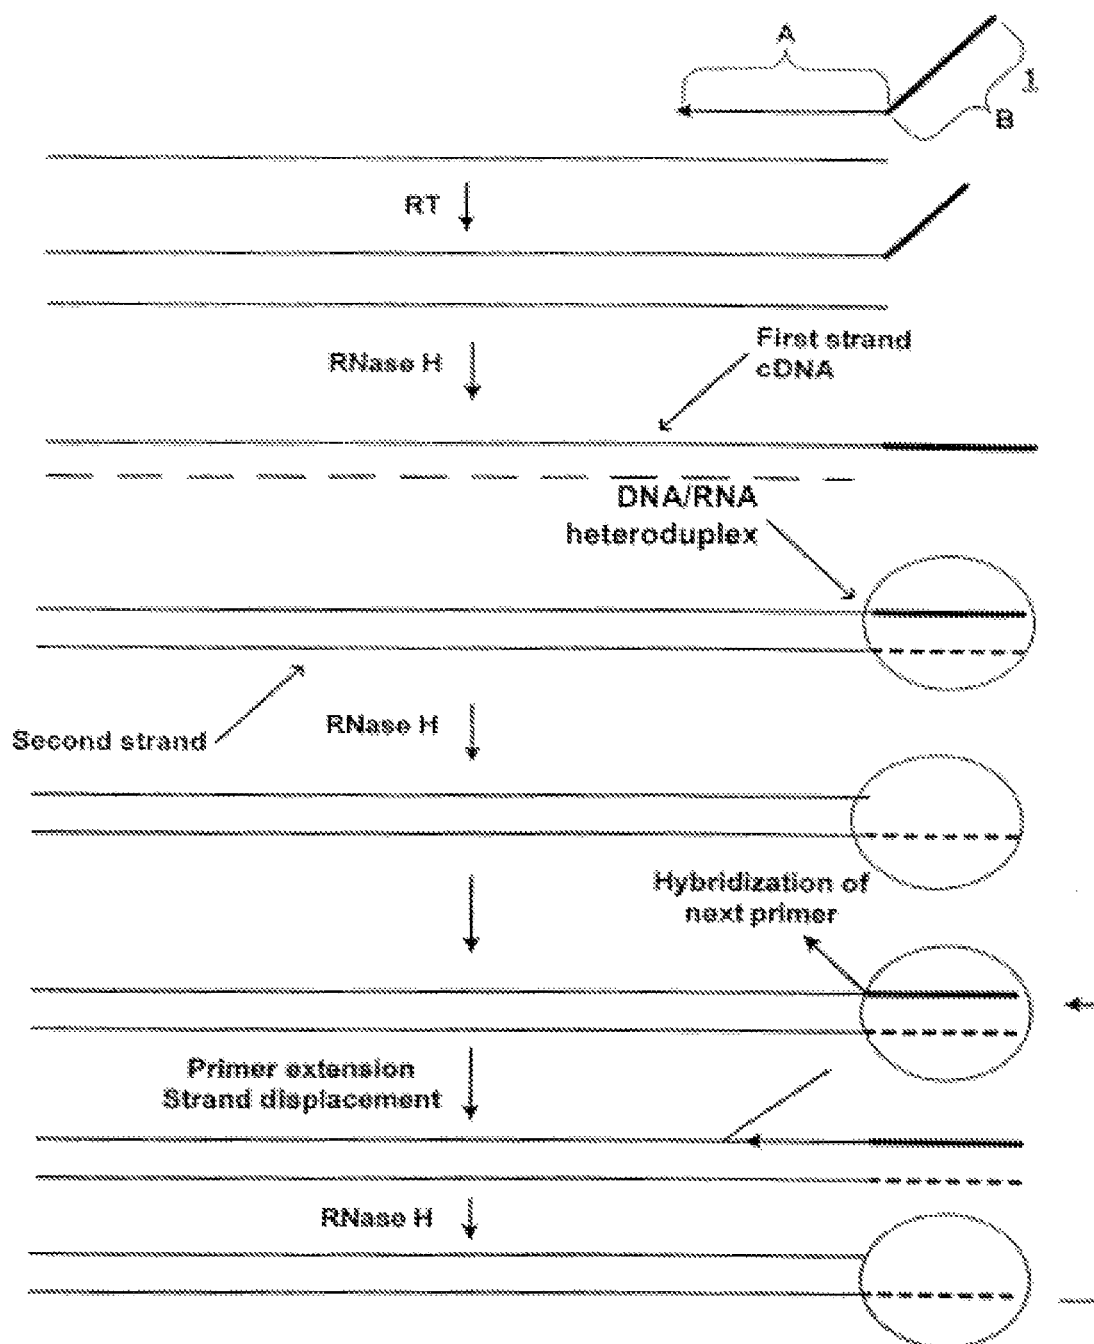 A
1
B
RT
First strand
cDNA
RNase H
DNA/RNA
heteroduplex
Second strand
RNase H
Hybridization of
next primer
Primer extension
Strand displacement
RNase H